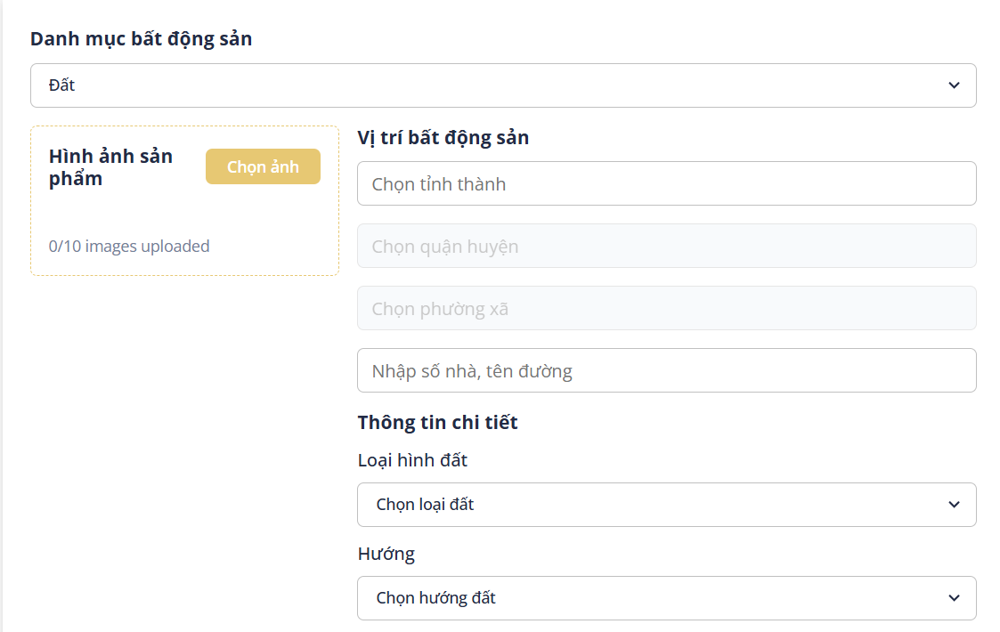 Danh mục bất động sản
Đất
Hình ảnh sản
phẩm
Chọn ảnh
0/10 images uploaded
Vị trí bất động sản
Chọn tỉnh thành
Chọn quận huyện
Chọn phường xã
Nhập số nhà, tên đường
Thông tin chi tiết
Loại hình đất
Chọn loại đất
Hướng
Chọn hướng đất